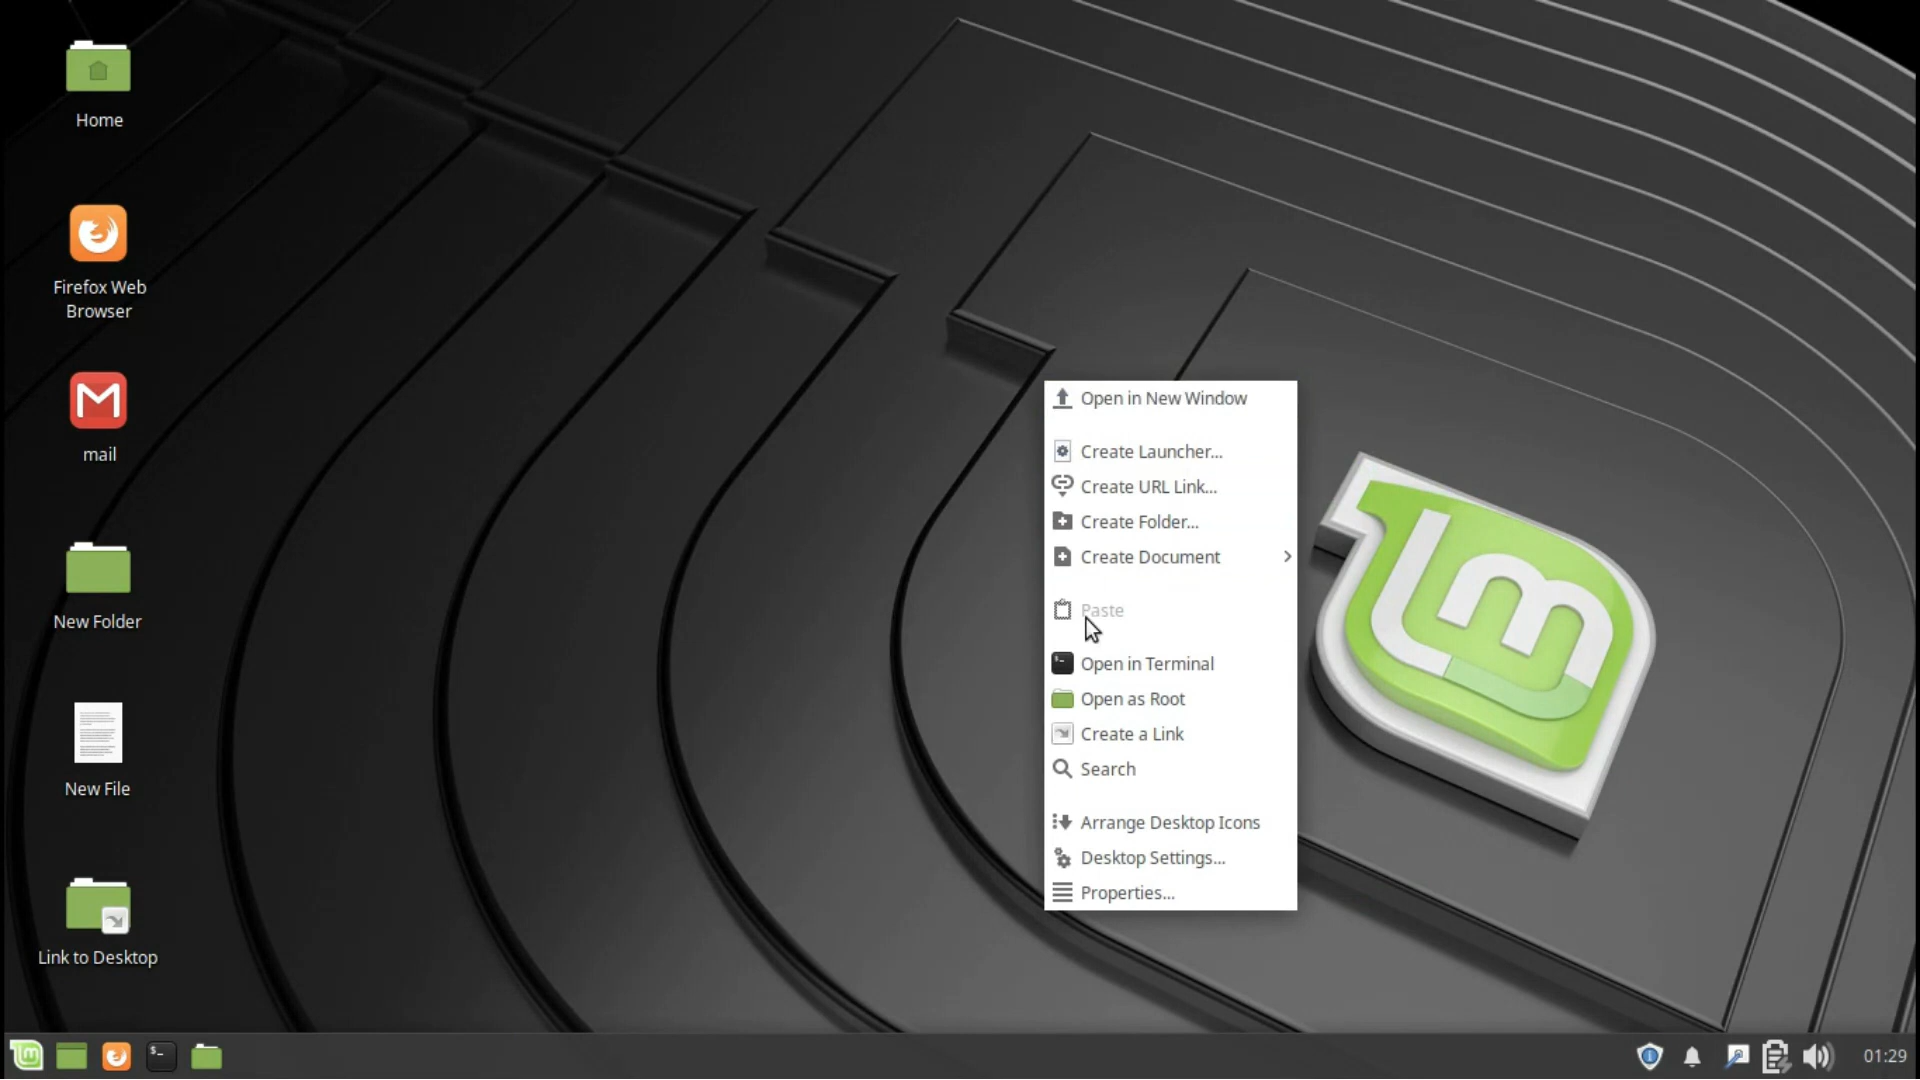 Home
Firefox Web
Browser
mail
New Folder
New File
Link to Desktop
Open in New Window
Create Launcher...
Create URL Link...
Create Folder...
Create Document
Paste
Open in Terminal
Open as Root
Create a Link
Search
Arrange Desktop Icons
Desktop Settings...
Properties...
01:29